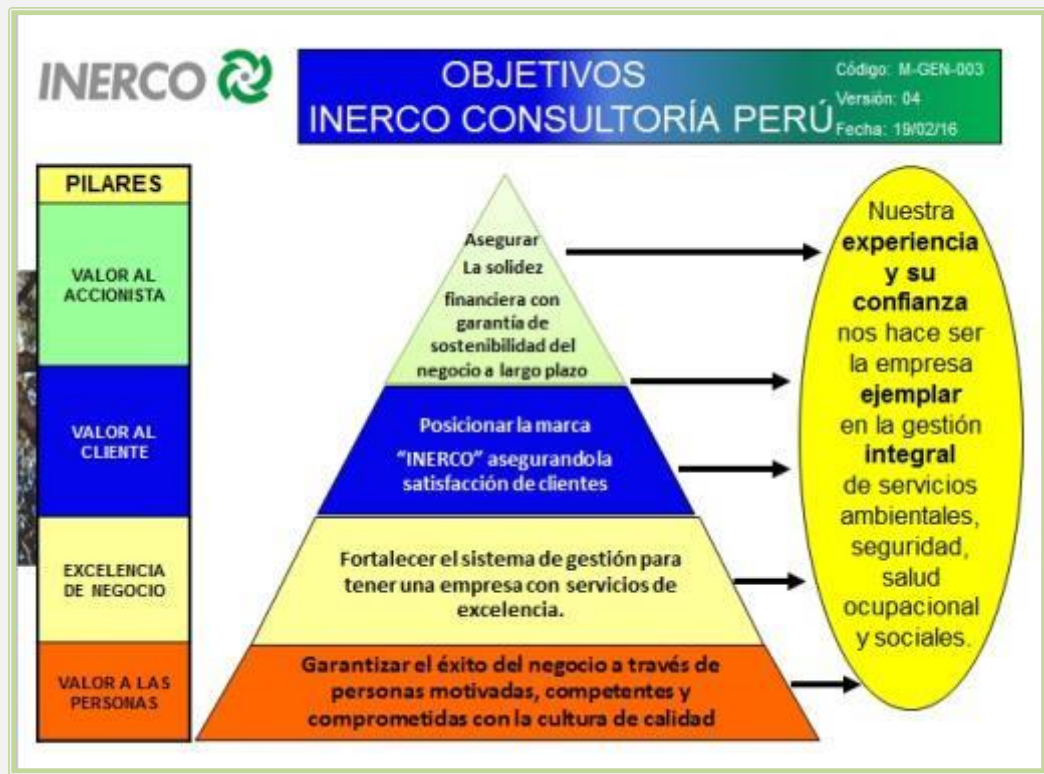 INERCO
OBJETIVOS
INERCO CONSULTORÍA PERÚ
Código: M-GEN-003
Versión: 04
Fecha: 19/02/16
PILARES
VALOR AL
ACCIONISTA
VALOR AL
CLIENTE
EXCELENCIA
DE NEGOCIO
VALOR A LAS
PERSONAS
Asegurar
La solidez
financiera con
garantía de
sostenibilidad del
negocio a largo plazo
Posicionar la marca
“INERCO” asegurando la
satisfacción de clientes
Fortalecer el sistema de gestión para
tener una empresa con servicios de
excelencia.
Garantizar el éxito del negocio a través de
personas motivadas, competentes y
comprometidas con la cultura de calidad
Nuestra
experiencia
y su
confianza
nos hace ser
la empresa
ejemplar
en la gestión
integral
de servicios
ambientales,
seguridad,
salud
ocupacional
y sociales.